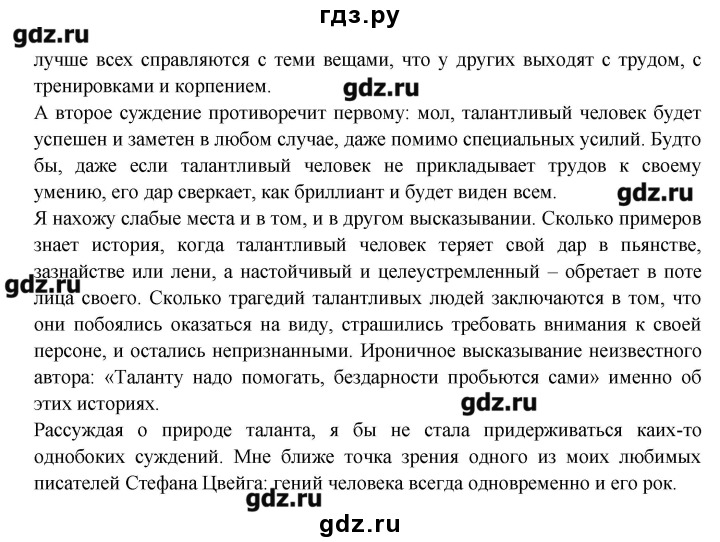 гдз.ру
gdz.ru
лучше всех справляются с теми вещами, что у других выходят с трудом, с
тренировками и корпением.
gdz.ru
А второе суждение противоречит первому: мол, талантливый человек будет
успешен и заметен в любом случае, даже помимо специальных усилий. Будто
бы, даже если талантливый человек не прикладывает трудов к своему
умению, его дар сверкает, как бриллиант и будет виден всем.
gdz.ru
Я нахожу слабые места и в том, и в другом высказывании. Сколько примеров
знает история, когда талантливый человек теряет свой дар в пьянстве,
зазнайстве или лени, а настойчивый и целеустремленный – обретает в поте
gdz.ru
лица своего. Сколько трагедий талантливых людей заключаются в том, что
они побоялись оказаться на виду, страшились требовать внимания к своей
персоне, и остались непризнанными. Ироничное высказывание неизвестного
автора: «Таланту надо помогать, бездарности пробьются сами» именно об
этих историях.
gdz.ru
Рассуждая о природе таланта, я бы не стала придерживаться каих-то
однобоких суждений. Мне ближе точка зрения одного из моих любимых
писателей Стефана Цвейга: гений человека всегда одновременно и его рок.
gdz.ru
gdz.ru